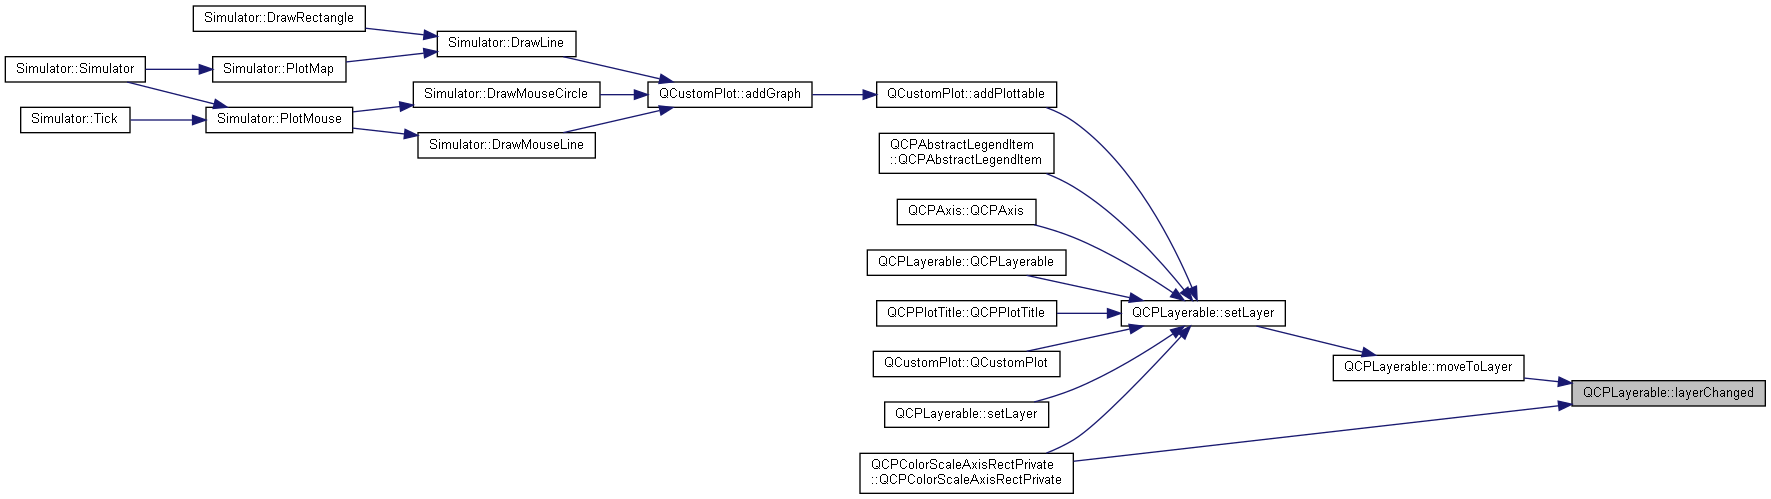 Simulator::DrawRectangle
Simulator::DrawLine
Simulator::Simulator
Simulator::PlotMap
Simulator::DrawMouseCircle
QCustomPlot::addGraph
QCustomPlot::addPlottable
Simulator::Tick
Simulator::PlotMouse
Simulator::DrawMouseLine
QCPAbstractLegendItem
::QCPAbstractLegendItem
QCPAxis::QCPAxis
QCPLayerable::QCPLayerable
QCPPlotTitle::QCPPlotTitle
QCPLayerable::setLayer
QCustomPlot::QCustomPlot
QCPLayerable::moveToLayer
QCPLayerable::layerChanged
QCPLayerable::setLayer
QCPColorScaleAxisRectPrivate
::QCPColorScaleAxisRectPrivate